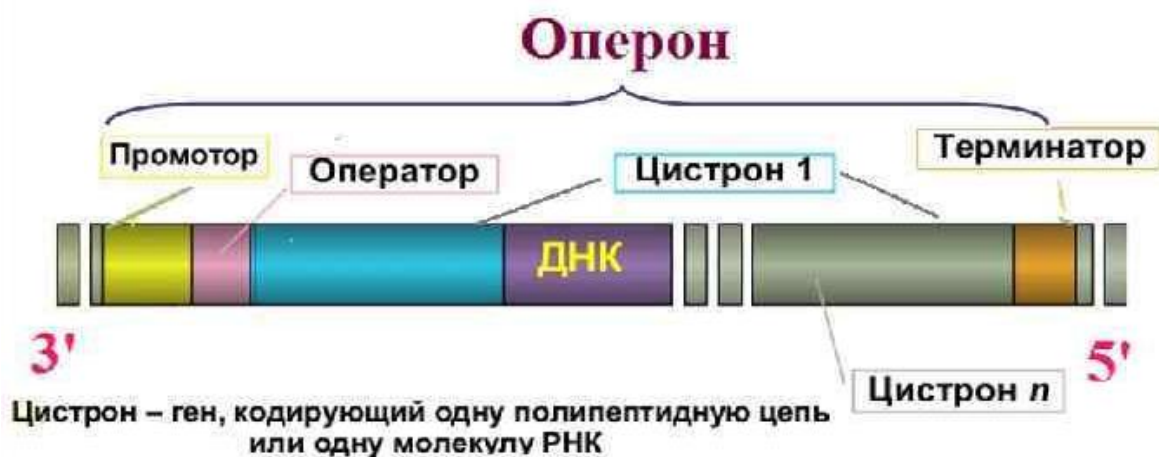 Оперон
Промотор
Оператор
Цистрон 1
Терминатор
ДНК
3'
5'
Цистрон n
Цистрон – ген, кодирующий одну полипептидную цепь
или одну молекулу РНК